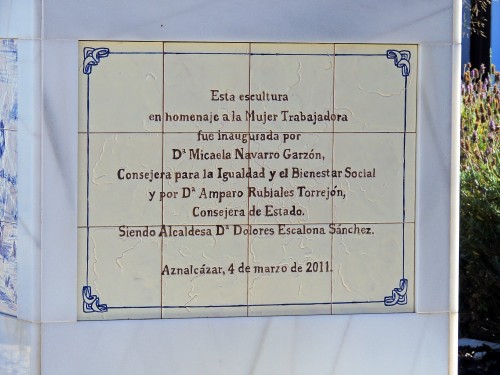 Esta escultura
en homenaje a la Mujer Trabajadora
fue inaugurada por
Dª Micaela Navarro Garzón,
Consejera para la Igualdad y el Bienestar Social
y por Dª Amparo Rubiales Torrejón,
Consejera de Estado.
Siendo Alcaldesa Dª Dolores Escalona Sánchez.
Aznalcázar, 4 de marzo de 2011.